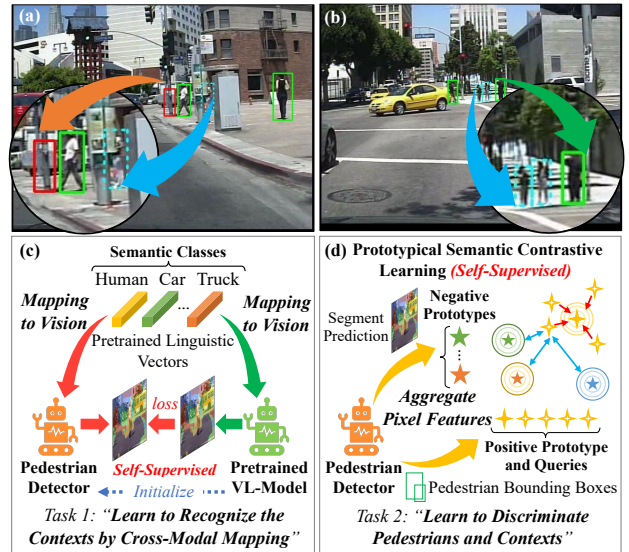 (a)
(b)
(c)
Semantic Classes
Human Car Truck
...
Mapping to Vision
Mapping to Vision
Pretrained Linguistic
Vectors
loss
Self-Supervised
Pedestrian
Detector
Pretrained
VL-Model
Initialize
Task 1: “Learn to Recognize the
Contexts by Cross-Modal Mapping”
(d) Prototypical Semantic Contrastive
Learning (Self-Supervised)
Segment
Prediction
Negative
Prototypes
Aggregate
Pixel Features
Pedestrian
Detector
Positive Prototype
and Queries
Pedestrian Bounding Boxes
Task 2: “Learn to Discriminate
Pedestrians and Contexts”